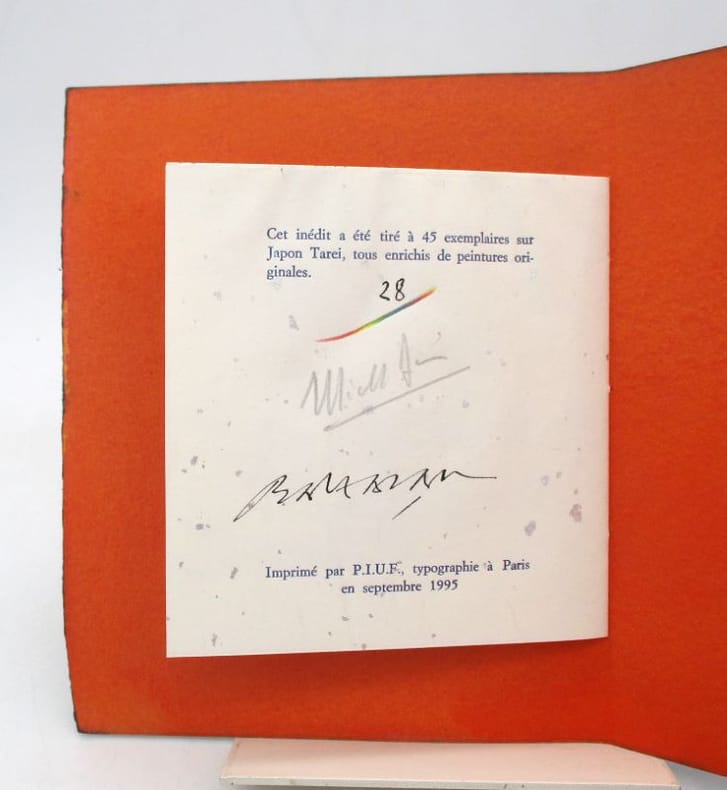 Cet inédit a été tiré à 45 exemplaires sur
Japon Tarei, tous enrichis de peintures ori-
ginales.
28
Imprimé par P.I.U.F., typographie à Paris
en septembre 1995